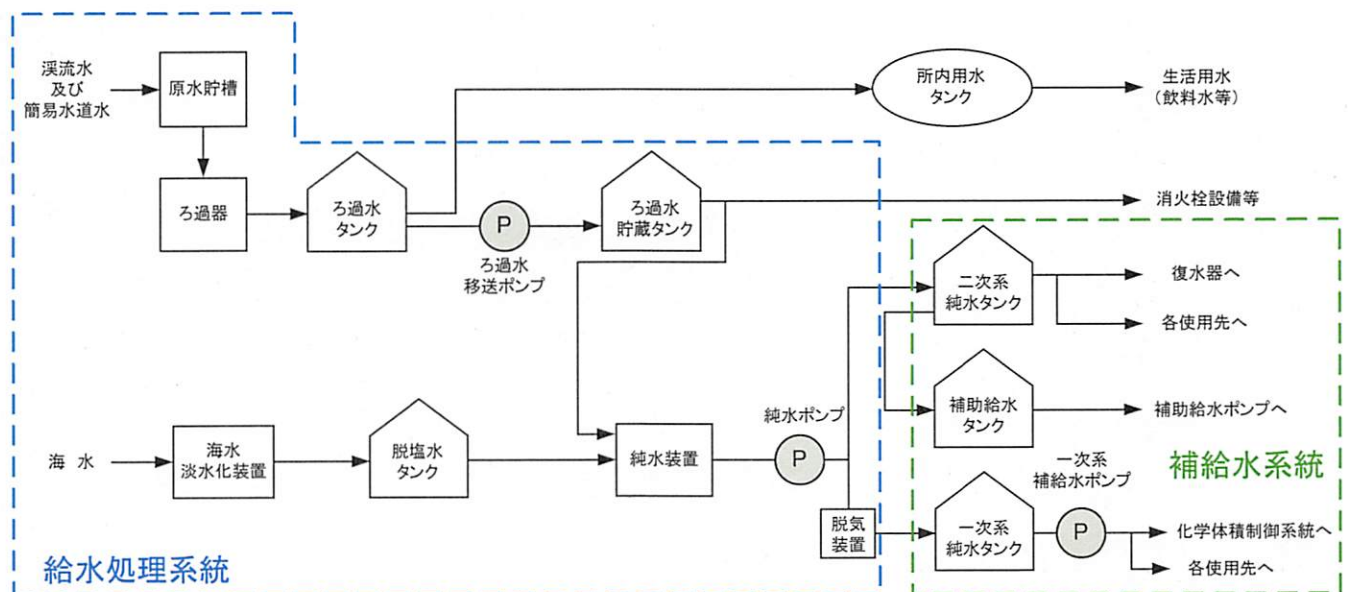 渓流水
及び
簡易水道水
原水貯槽
所内用水
タンク
生活用水
(飲料水等)
ろ過器
ろ過水
タンク
P
ろ過水
移送ポンプ
ろ過水
貯蔵タンク
消火栓設備等
二次系
純水タンク
復水器へ
各使用先へ
補助給水
タンク
補助給水ポンプへ
海 水
海水
淡水化装置
脱塩水
タンク
純水装置
純水ポンプ
P
脱気
装置
一次系
純水タンク
一次系
補給水ポンプ
P
化学体積制御系統へ
各使用先へ
補給水系統
給水処理系統